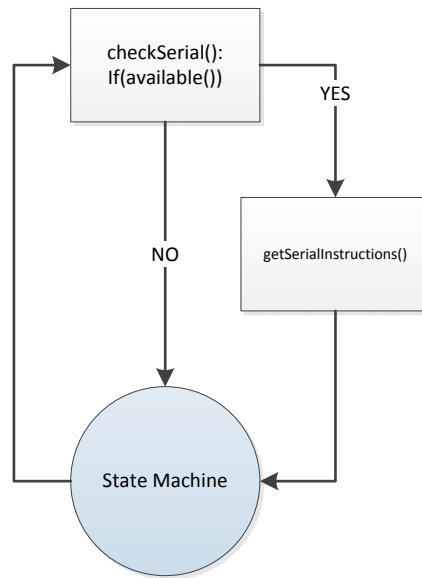 checkSerial():
If(available())
YES
getSerialInstructions()
NO
State Machine